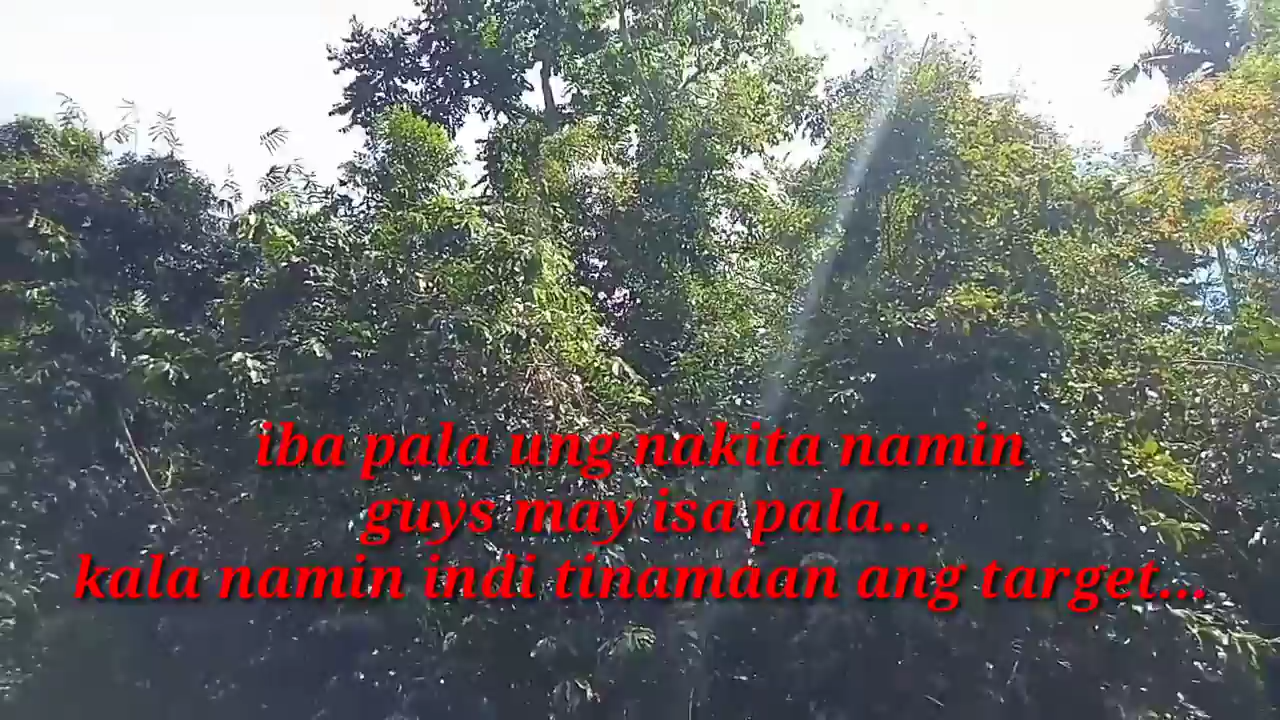 iba pala ung nakita namin
guys may isa pala...
kala namin indi tinamaan ang target...